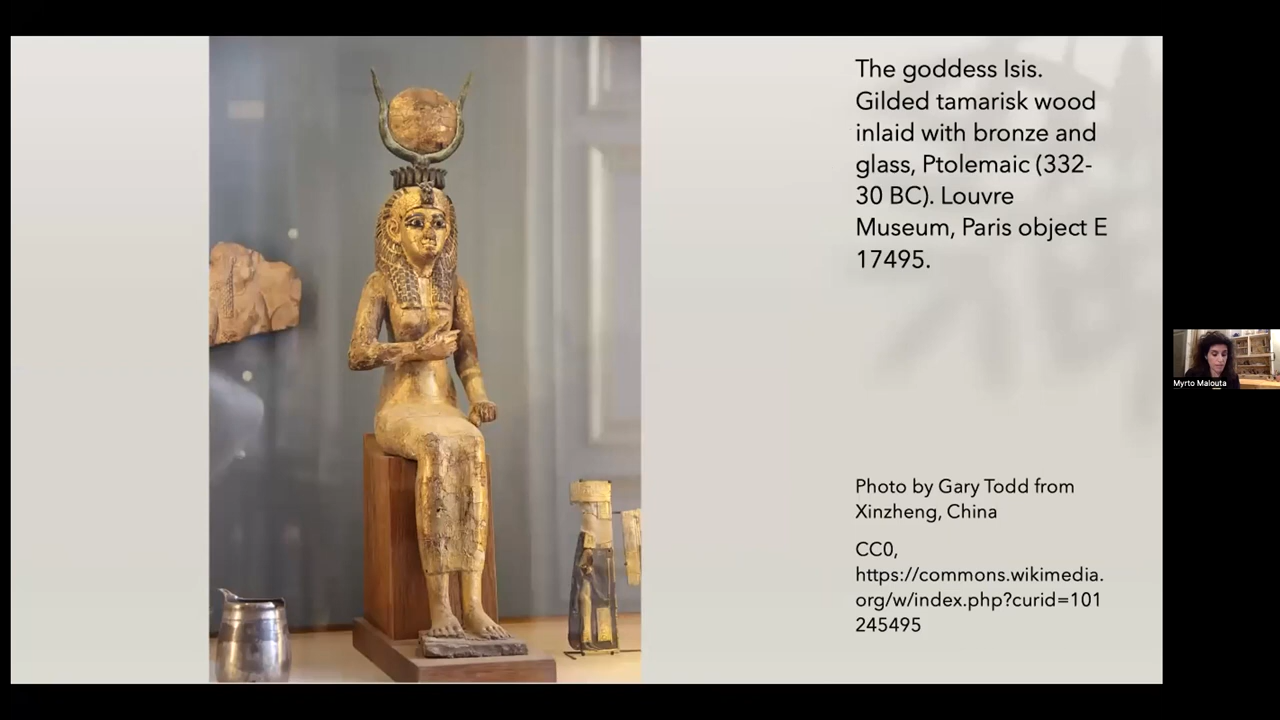 The goddess Isis.
Gilded tamarisk wood
inlaid with bronze and
glass, Ptolemaic (332-
30 BC). Louvre
Museum, Paris object E
17495.
Photo by Gary Todd from
Xinzheng, China
CC0,
https://commons.wikimedia.
org/w/index.php?curid=101
245495
Myrto Malouta